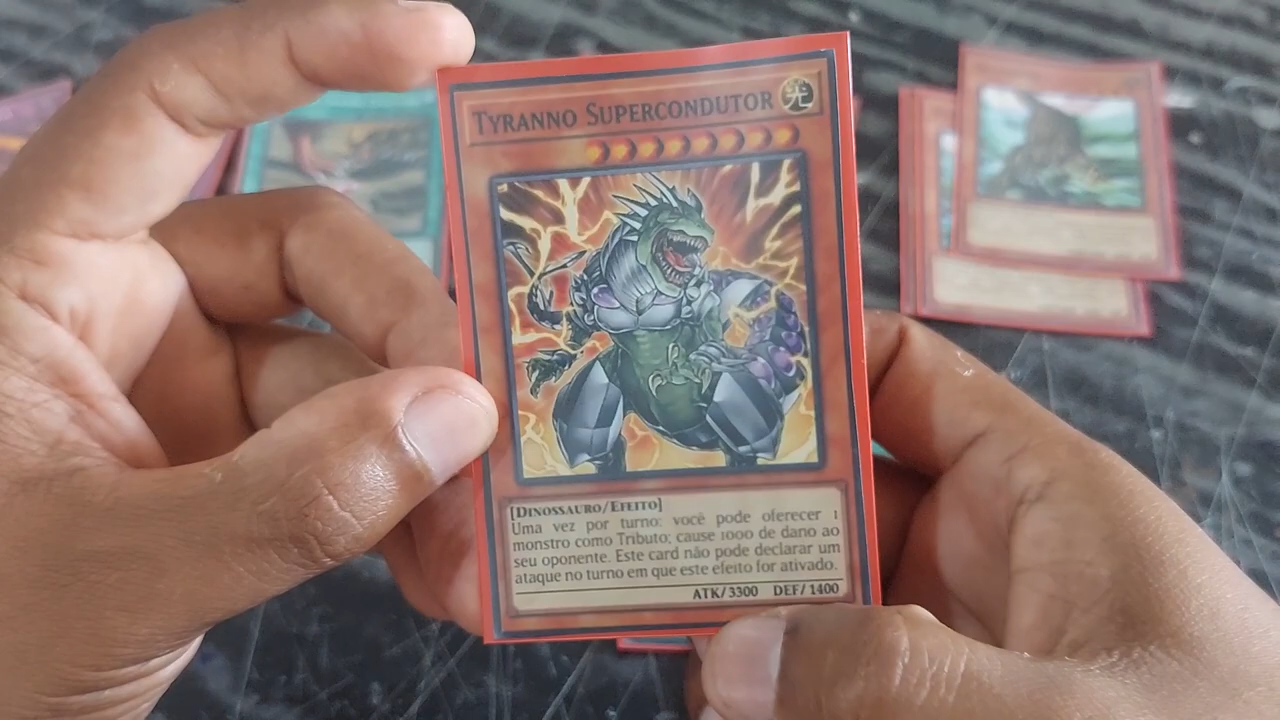 TYRANNO SUPERCONDUTOR 光
[DINOSSAURO/EFEITO]
Uma vez por turno: você pode oferecer 1
monstro como Tributo; cause 1000 de dano ao
seu oponente. Este card não pode declarar um
ataque no turno em que este efeito for ativado.
ATK/3300 DEF/1400